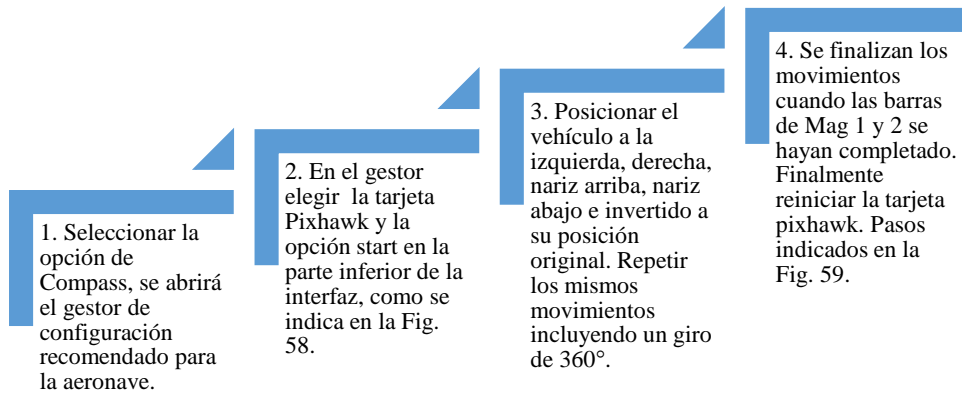 1. Seleccionar la
opción de
Compass, se abrirá
el gestor de
configuración
recomendado para
la aeronave.
2. En el gestor
elegir la tarjeta
Pixhawk y la
opción start en la
parte inferior de la
interfaz, como se
indica en la Fig.
58.
3. Posicionar el
vehículo a la
izquierda, derecha,
nariz arriba, nariz
abajo e invertido a
su posición
original. Repetir
los mismos
movimientos
incluyendo un giro
de 360°.
4. Se finalizan los
movimientos
cuando las barras
de Mag 1 y 2 se
hayan completado.
Finalmente
reiniciar la tarjeta
pixhawk. Pasos
indicados en la
Fig. 59.